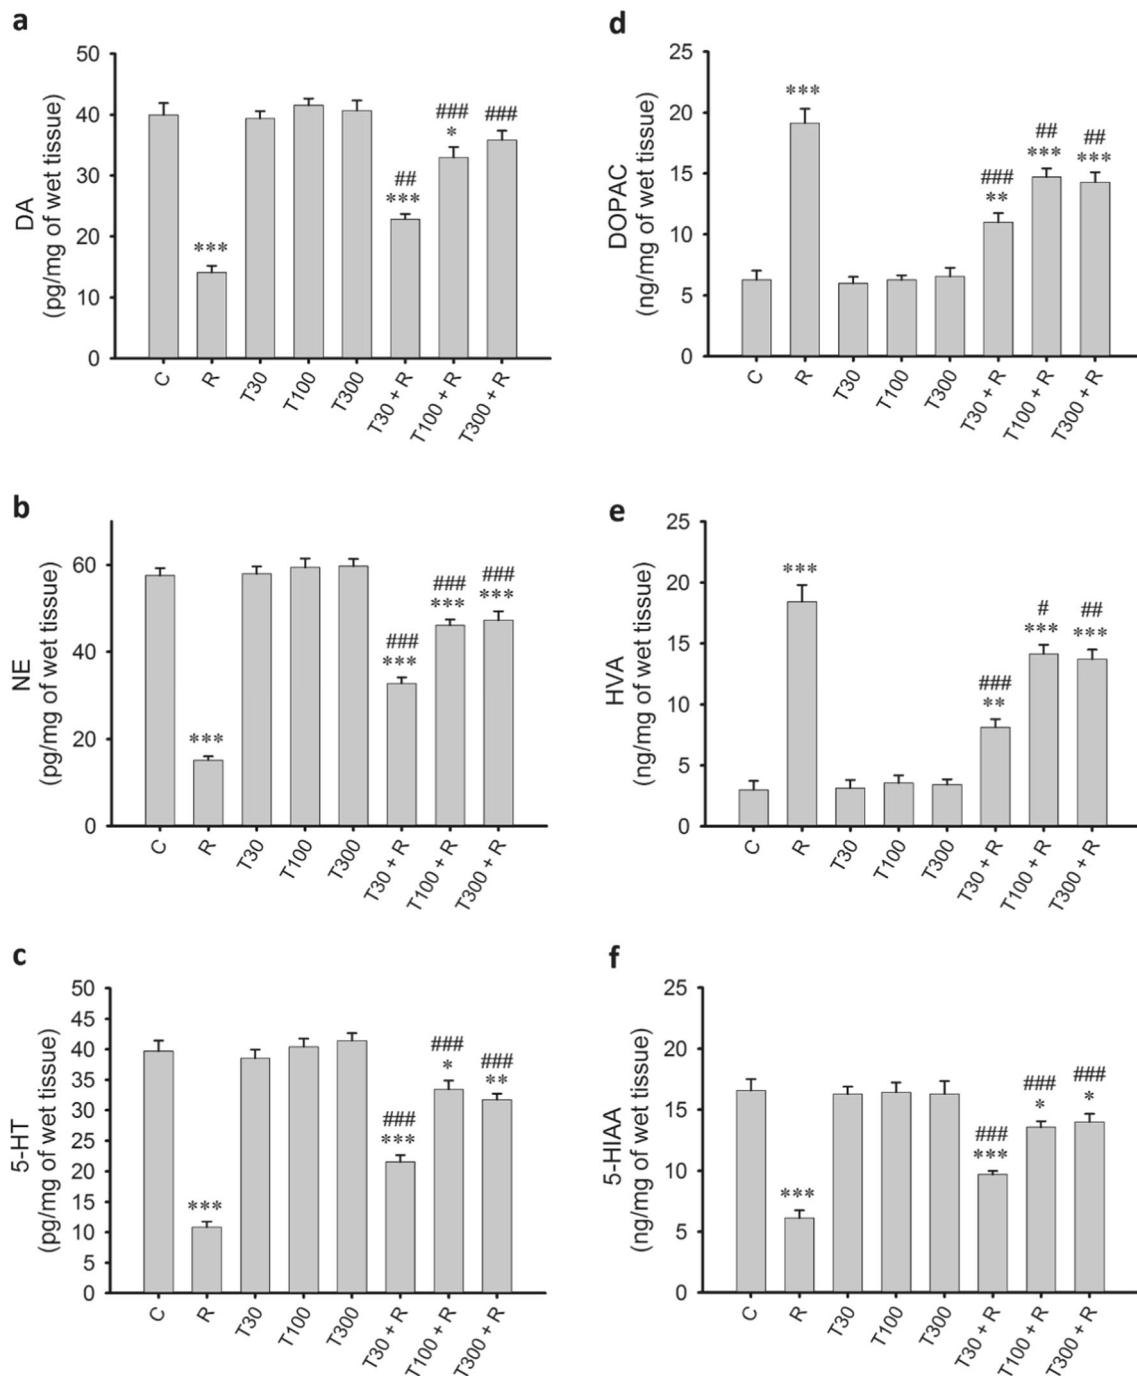 a
DA
(pg/mg of wet tissue)
50
40
30
20
10
0
***
##
***
###
*
###
C
R
T30
T100
T300
T30 + R
T100 + R
T300 + R
d
DOPAC
(ng/mg of wet tissue)
25
20
15
10
5
0
***
###
**
##
***
##
***
C
R
T30
T100
T300
T30 + R
T100 + R
T300 + R
b
NE
(pg/mg of wet tissue)
60
40
20
0
***
###
***
###
***
###
***
C
R
T30
T100
T300
T30 + R
T100 + R
T300 + R
e
HVA
(ng/mg of wet tissue)
25
20
15
10
5
0
***
###
**
#
***
##
***
C
R
T30
T100
T300
T30 + R
T100 + R
T300 + R
c
5-HT
(pg/mg of wet tissue)
50
45
40
35
30
25
20
15
10
5
0
***
###
***
###
*
###
**
C
R
T30
T100
T300
T30 + R
T100 + R
T300 + R
f
5-HIAA
(ng/mg of wet tissue)
25
20
15
10
5
0
***
###
***
###
*
###
*
C
R
T30
T100
T300
T30 + R
T100 + R
T300 + R